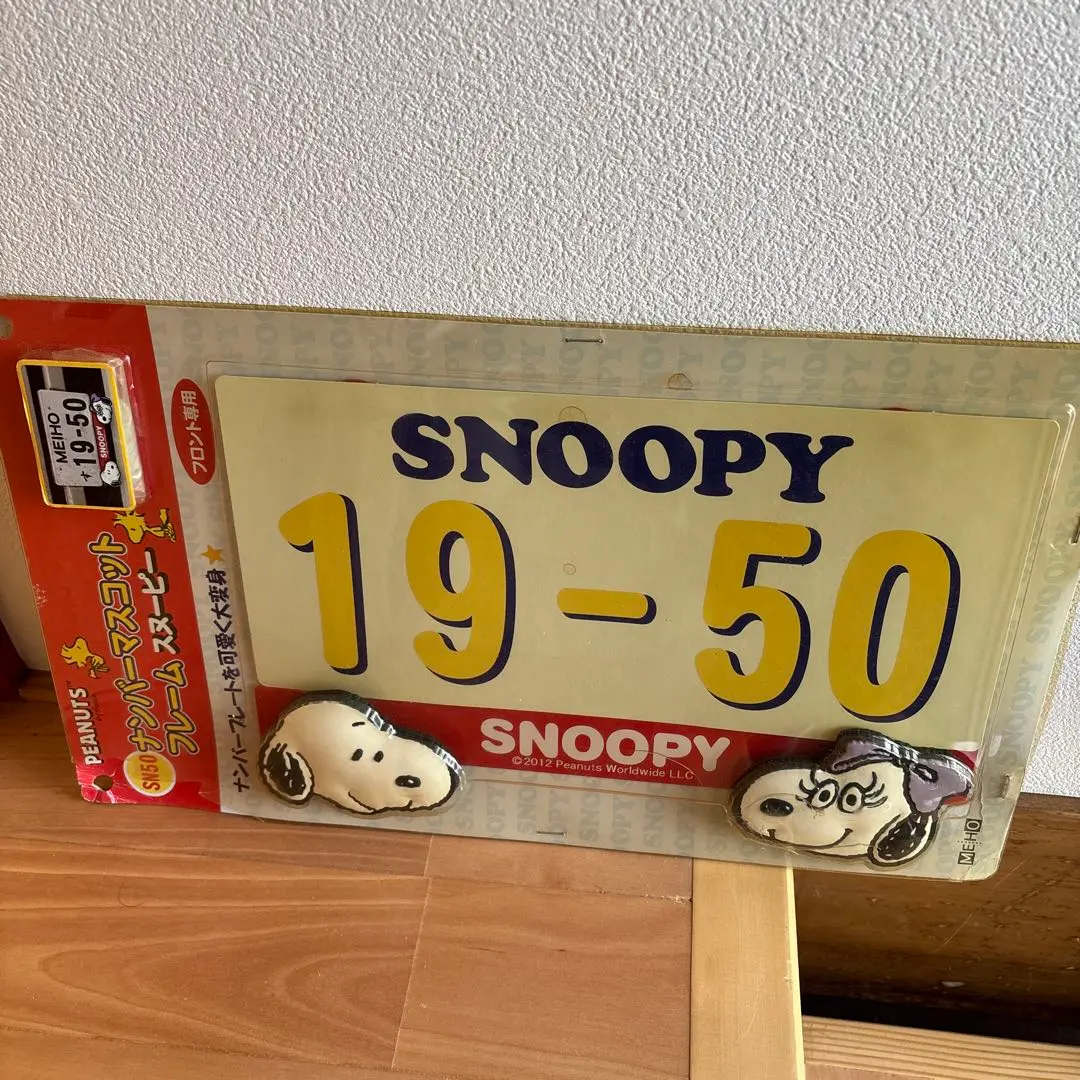 MEIHO
19-50
SNOOPY
PEANUTS
SN50
ナンバーマスコット
フレーム スヌーピー
フロント専用
ナンバープレートを可愛く大変身
SNOOPY
19-50
SNOOPY
©2012 Peanuts Worldwide LLC
MEIHO